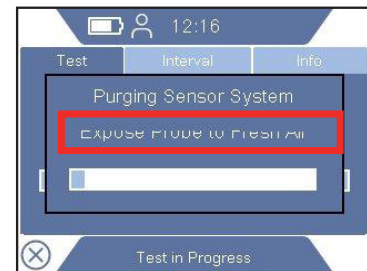 12:16
Test Interval Info
Purging Sensor System
Expose Probe to Fresh Air
Test in Progress